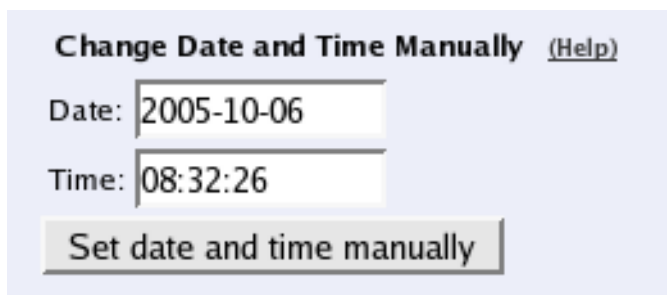 Change Date and Time Manually (Help)
Date: 2005-10-06
Time: 08:32:26
Set date and time manually